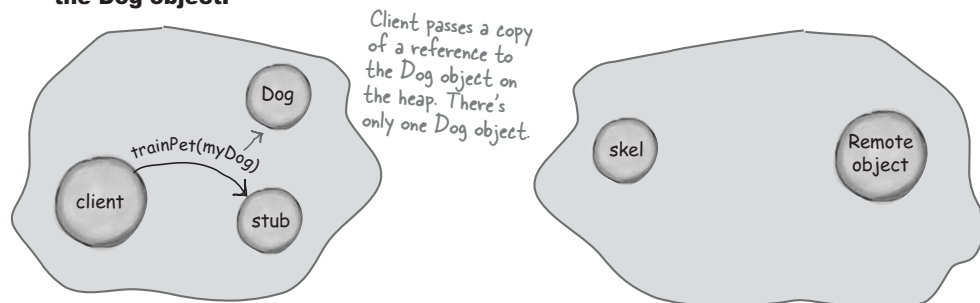 the Dog object.
Client passes a copy
of a reference to
the Dog object on
the heap. There's
only one Dog object.
Dog
trainPet(myDog)
client
stub
skel
Remote
object